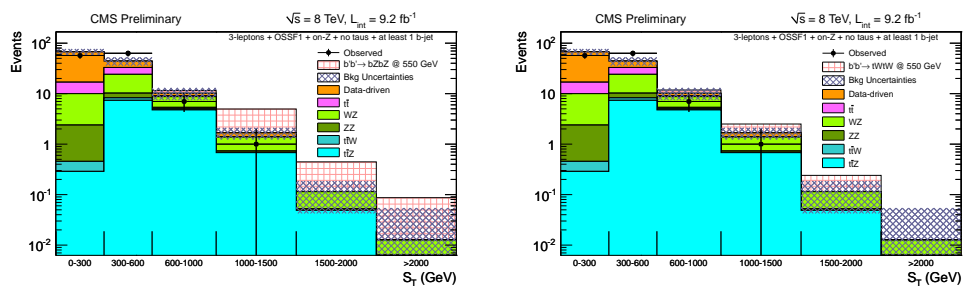 CMS Preliminary
√s = 8 TeV, L_int = 9.2 fb⁻¹
Events
3-leptons + OSSF1 + on-Z + no taus + at least 1 b-jet
10²
10
1
10⁻¹
10⁻²
Observed
b'b'→ bZbZ @ 550 GeV
Bkg Uncertainties
Data-driven
tt̄
WZ
ZZ
tt̄W
tt̄Z
0-300 300-600 600-1000 1000-1500 1500-2000 >2000
S_T (GeV)
CMS Preliminary
√s = 8 TeV, L_int = 9.2 fb⁻¹
Events
3-leptons + OSSF1 + on-Z + no taus + at least 1 b-jet
10²
10
1
10⁻¹
10⁻²
Observed
b'b'→ tWtW @ 550 GeV
Bkg Uncertainties
Data-driven
tt̄
WZ
ZZ
tt̄W
tt̄Z
0-300 300-600 600-1000 1000-1500 1500-2000 >2000
S_T (GeV)